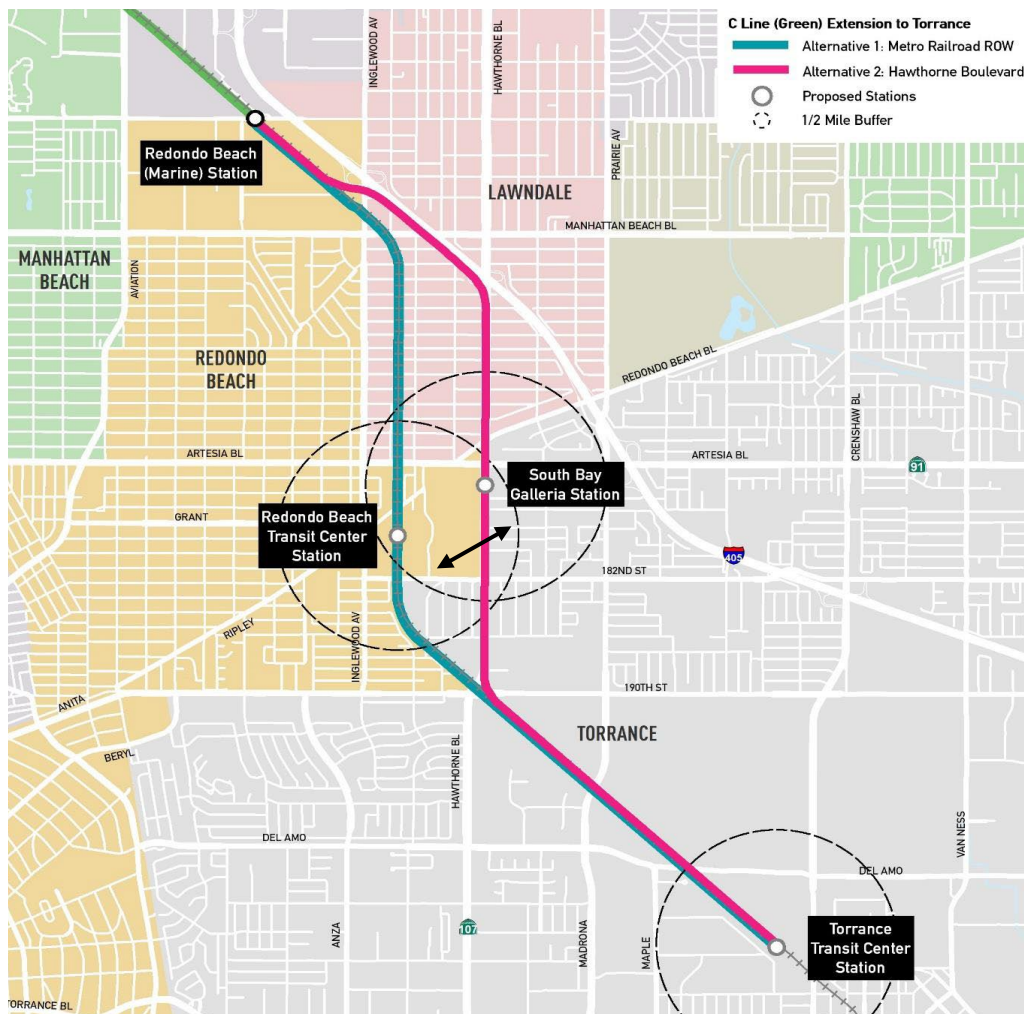 C Line (Green) Extension to Torrance
Alternative 1: Metro Railroad ROW
Alternative 2: Hawthorne Boulevard
Proposed Stations
1/2 Mile Buffer
INGLEWOOD AV
HAWTHORNE BL
PRAIRIE AV
Redondo Beach
(Marine) Station
LAWNDALE
MANHATTAN BEACH BL
MANHATTAN
BEACH
AVIATION
REDONDO
BEACH
REDONDO BEACH BL
CRENSHAW BL
ARTESIA BL
ARTESIA BL
91
South Bay
Galleria Station
GRANT
Redondo Beach
Transit Center
Station
405
182ND ST
RIPLEY
INGLEWOOD AV
190TH ST
ANITA
TORRANCE
BERYL
HAWTHORNE BL
DEL AMO
DEL AMO
VAN NESS
107
ANZA
MADRONA
MAPLE
Torrance
Transit Center
Station
TORRANCE BL